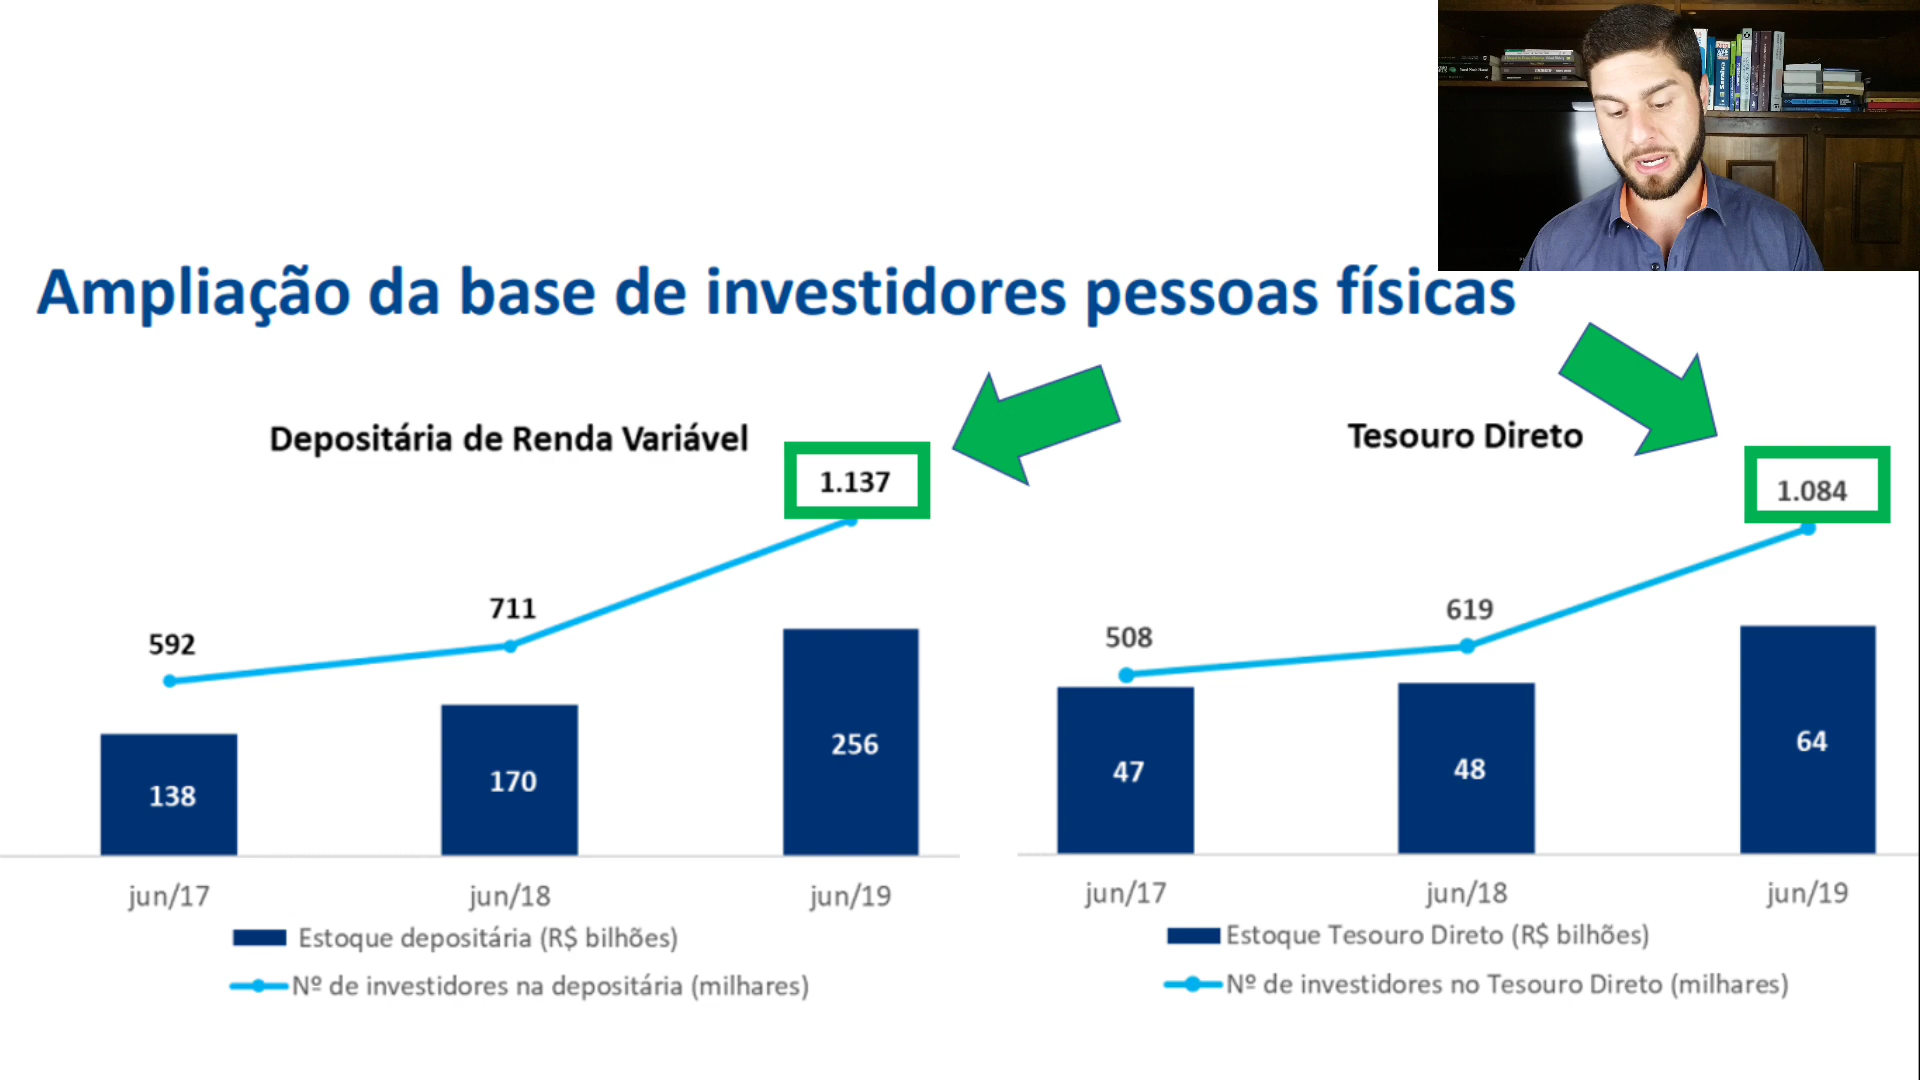 Ampliação da base de investidores pessoas físicas
Depositária de Renda Variável
1.137
711
592
138
170
256
jun/17
jun/18
jun/19
Estoque depositária (R$ bilhões)
Nº de investidores na depositária (milhares)
Tesouro Direto
1.084
619
508
47
48
64
jun/17
jun/18
jun/19
Estoque Tesouro Direto (R$ bilhões)
Nº de investidores no Tesouro Direto (milhares)